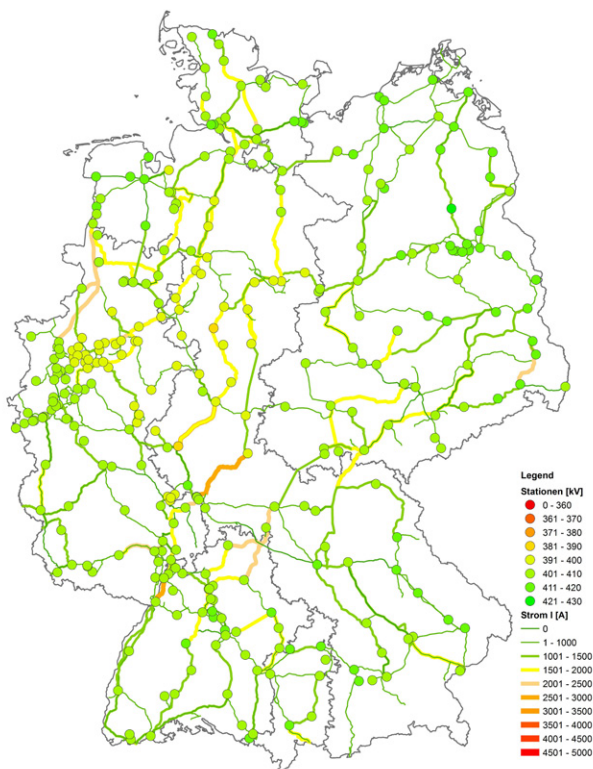 Legend
Stationen [kV]
0 - 360
361 - 370
371 - 380
381 - 390
391 - 400
401 - 410
411 - 420
421 - 430
Strom I [A]
0
1 - 1000
1001 - 1500
1501 - 2000
2001 - 2500
2501 - 3000
3001 - 3500
3501 - 4000
4001 - 4500
4501 - 5000